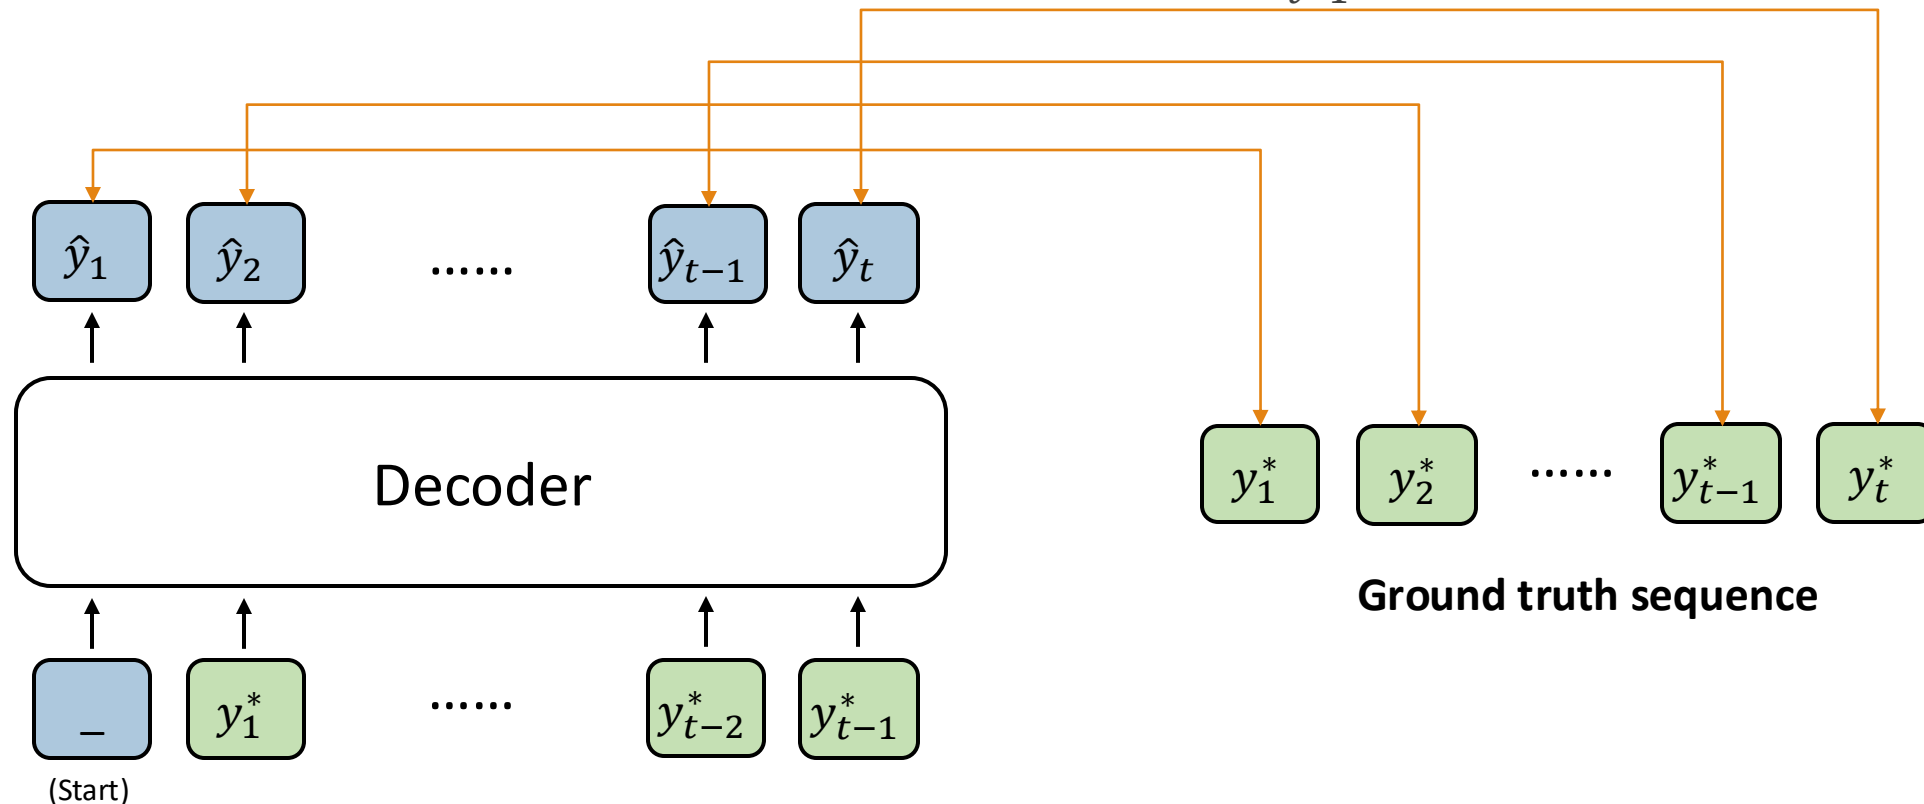 ŷ₁ ŷ₂ …… ŷₜ₋₁ ŷₜ
Decoder
y₁* y₂* …… yₜ₋₁* yₜ*
Ground truth sequence
_ y₁* …… yₜ₋₂* yₜ₋₁*
(Start)